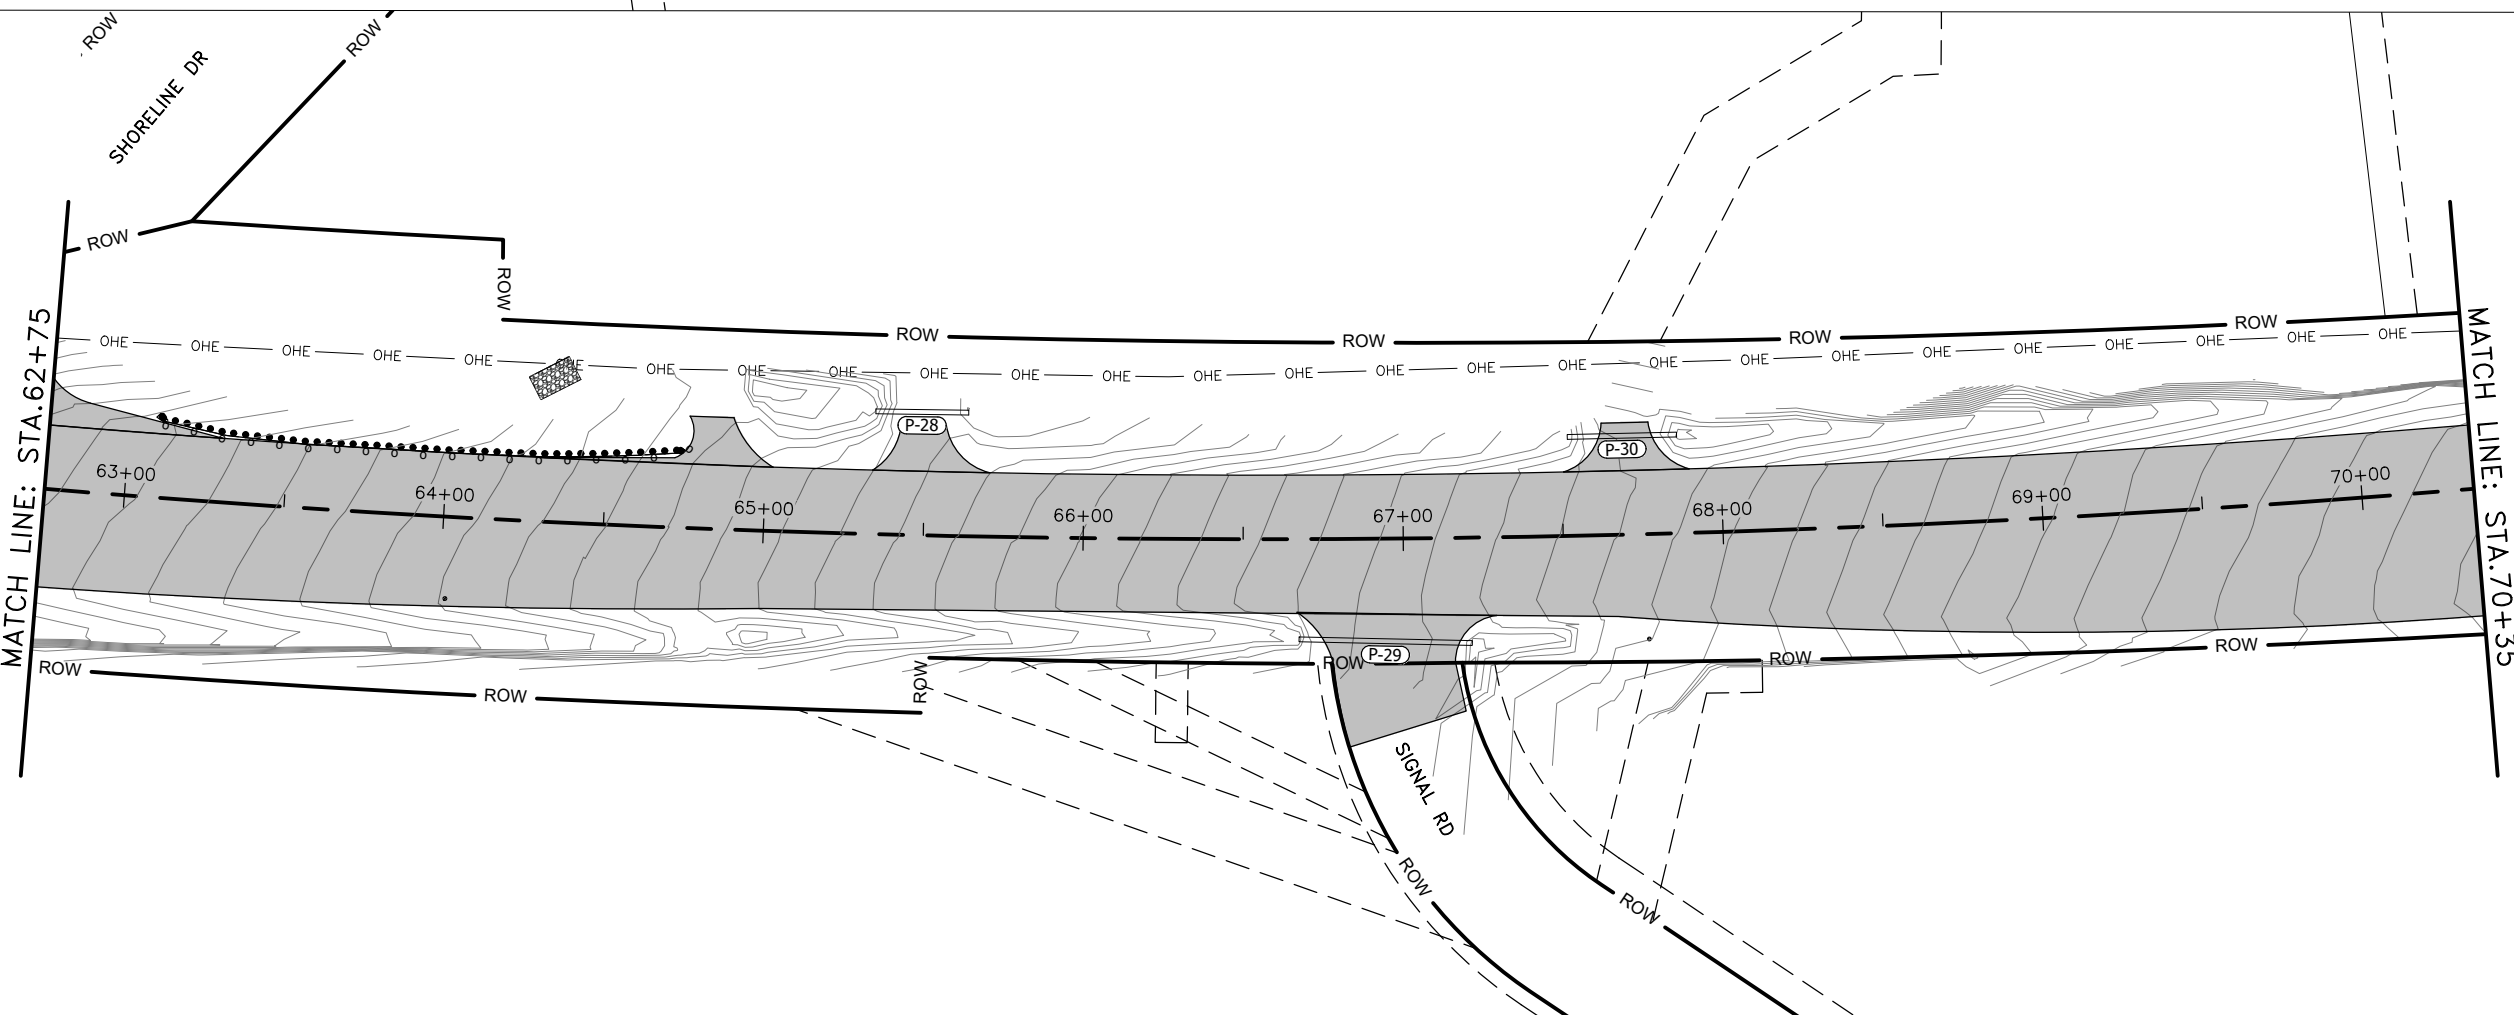 ROW
ROW
SHORELINE DR
ROW
ROW
MATCH LINE: STA.62+75
ROW
ROW
ROW
ROW
MATCH LINE: STA.70+35
OHE OHE OHE OHE OHE OHE OHE OHE OHE OHE OHE OHE OHE OHE OHE OHE OHE OHE OHE OHE OHE OHE OHE OHE OHE OHE
P-28
P-30
63+00
64+00
65+00
66+00
67+00
68+00
69+00
70+00
P-29
ROW
ROW
ROW
ROW
ROW
ROW
SIGNAL RD
ROW
ROW